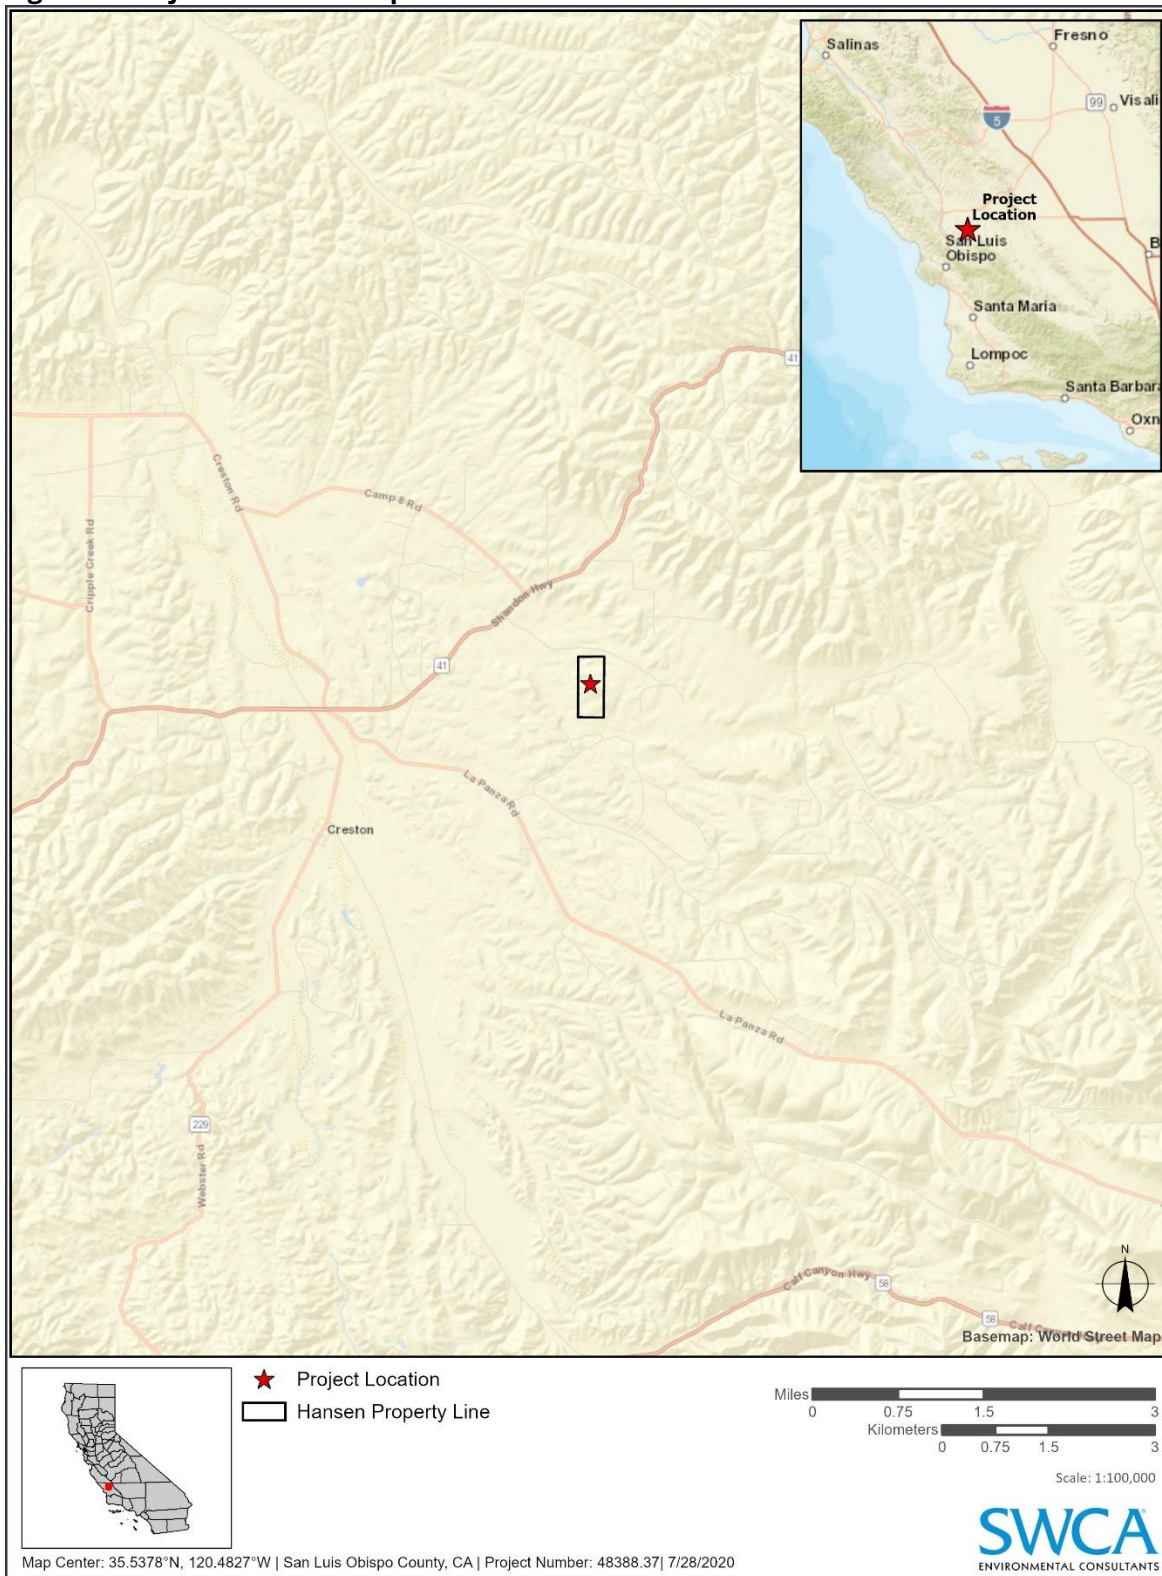 Salinas
Fresno
99
Visali
5
Project
Location
San Luis
Obispo
B
Santa Maria
Lompoc
Santa Barbara
Oxn
41
Creston Rd
Camp 8 Rd
Cripple Creek Rd
Shandon Hwy
41
La Panza Rd
Creston
La Panza Rd
229
Webster Rd
Calf Canyon Hwy
58
58
N
Basemap: World Street Map
Project Location
Hansen Property Line
Miles
0 0.75 1.5 3
Kilometers
0 0.75 1.5 3
Scale: 1:100,000
SWCA
ENVIRONMENTAL CONSULTANTS
Map Center: 35.5378°N, 120.4827°W | San Luis Obispo County, CA | Project Number: 48388.37| 7/28/2020